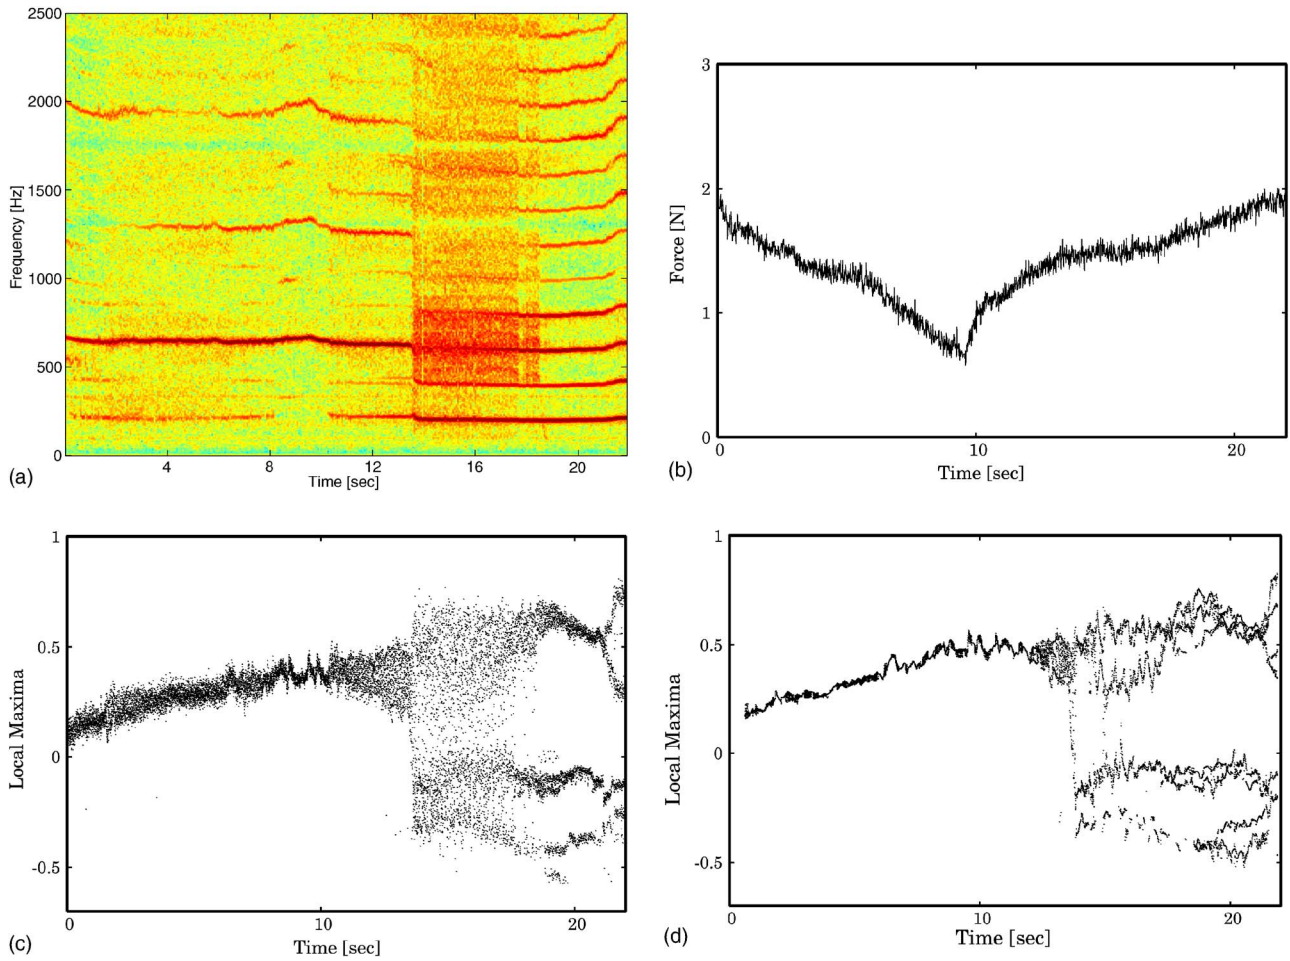 2500
2000
1500
1000
500
0
Frequency [Hz]
4 8 12 16 20
Time [sec]
(a)
3
2
1
0
Force [N]
0 10 20
Time [sec]
(b)
1
0.5
0
-0.5
Local Maxima
0 10 20
Time [sec]
(c)
1
0.5
0
-0.5
Local Maxima
0 10 20
Time [sec]
(d)